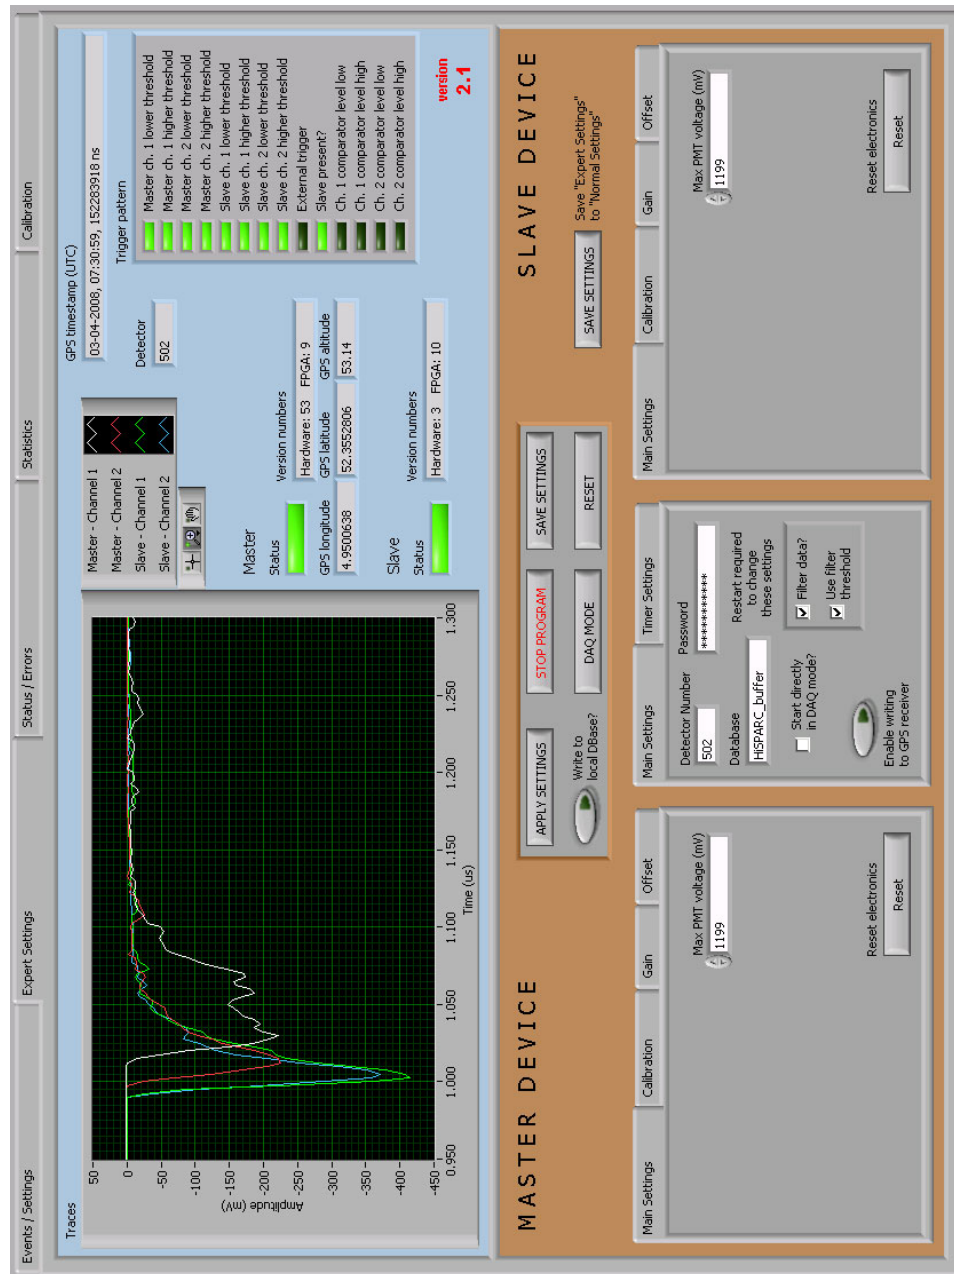 Events / Settings
Expert Settings
Status / Errors
Statistics
Calibration
Traces
50
0
-50
-100
-150
-200
-250
-300
-350
-400
-450
Amplitude (mV)
0.950
1.000
1.050
1.100
1.150
1.200
1.250
1.300
Time (us)
Master - Channel 1
Master - Channel 2
Slave - Channel 1
Slave - Channel 2
GPS timestamp (UTC)
03-04-2008, 07:30:59, 152283918 ns
Detector
502
Master
Status
Version numbers
Hardware: 53 FPGA: 9
GPS longitude
GPS latitude
GPS altitude
4.9500638
52.3552806
53.14
Slave
Status
Version numbers
Hardware: 3 FPGA: 10
Trigger pattern
Master ch. 1 lower threshold
Master ch. 1 higher threshold
Master ch. 2 lower threshold
Master ch. 2 higher threshold
Slave ch. 1 lower threshold
Slave ch. 1 higher threshold
Slave ch. 2 lower threshold
Slave ch. 2 higher threshold
External trigger
Slave present?
Ch. 1 comparator level low
Ch. 1 comparator level high
Ch. 2 comparator level low
Ch. 2 comparator level high
version
2.1
MASTER DEVICE
Main Settings
Calibration
Gain
Offset
Max PMT voltage (mV)
1199
Reset electronics
Reset
APPLY SETTINGS
STOP PROGRAM
SAVE SETTINGS
Write to
local DBase?
DAQ MODE
RESET
Main Settings
Timer Settings
Detector Number
502
Password
***********
Database
HiSPARC_buffer
Restart required
to change
these settings
Start directly
in DAQ mode?
Filter data?
Use filter
threshold
Enable writing
to GPS receiver
SLAVE DEVICE
SAVE SETTINGS
Save "Expert Settings"
to "Normal Settings"
Main Settings
Calibration
Gain
Offset
Max PMT voltage (mV)
1199
Reset electronics
Reset